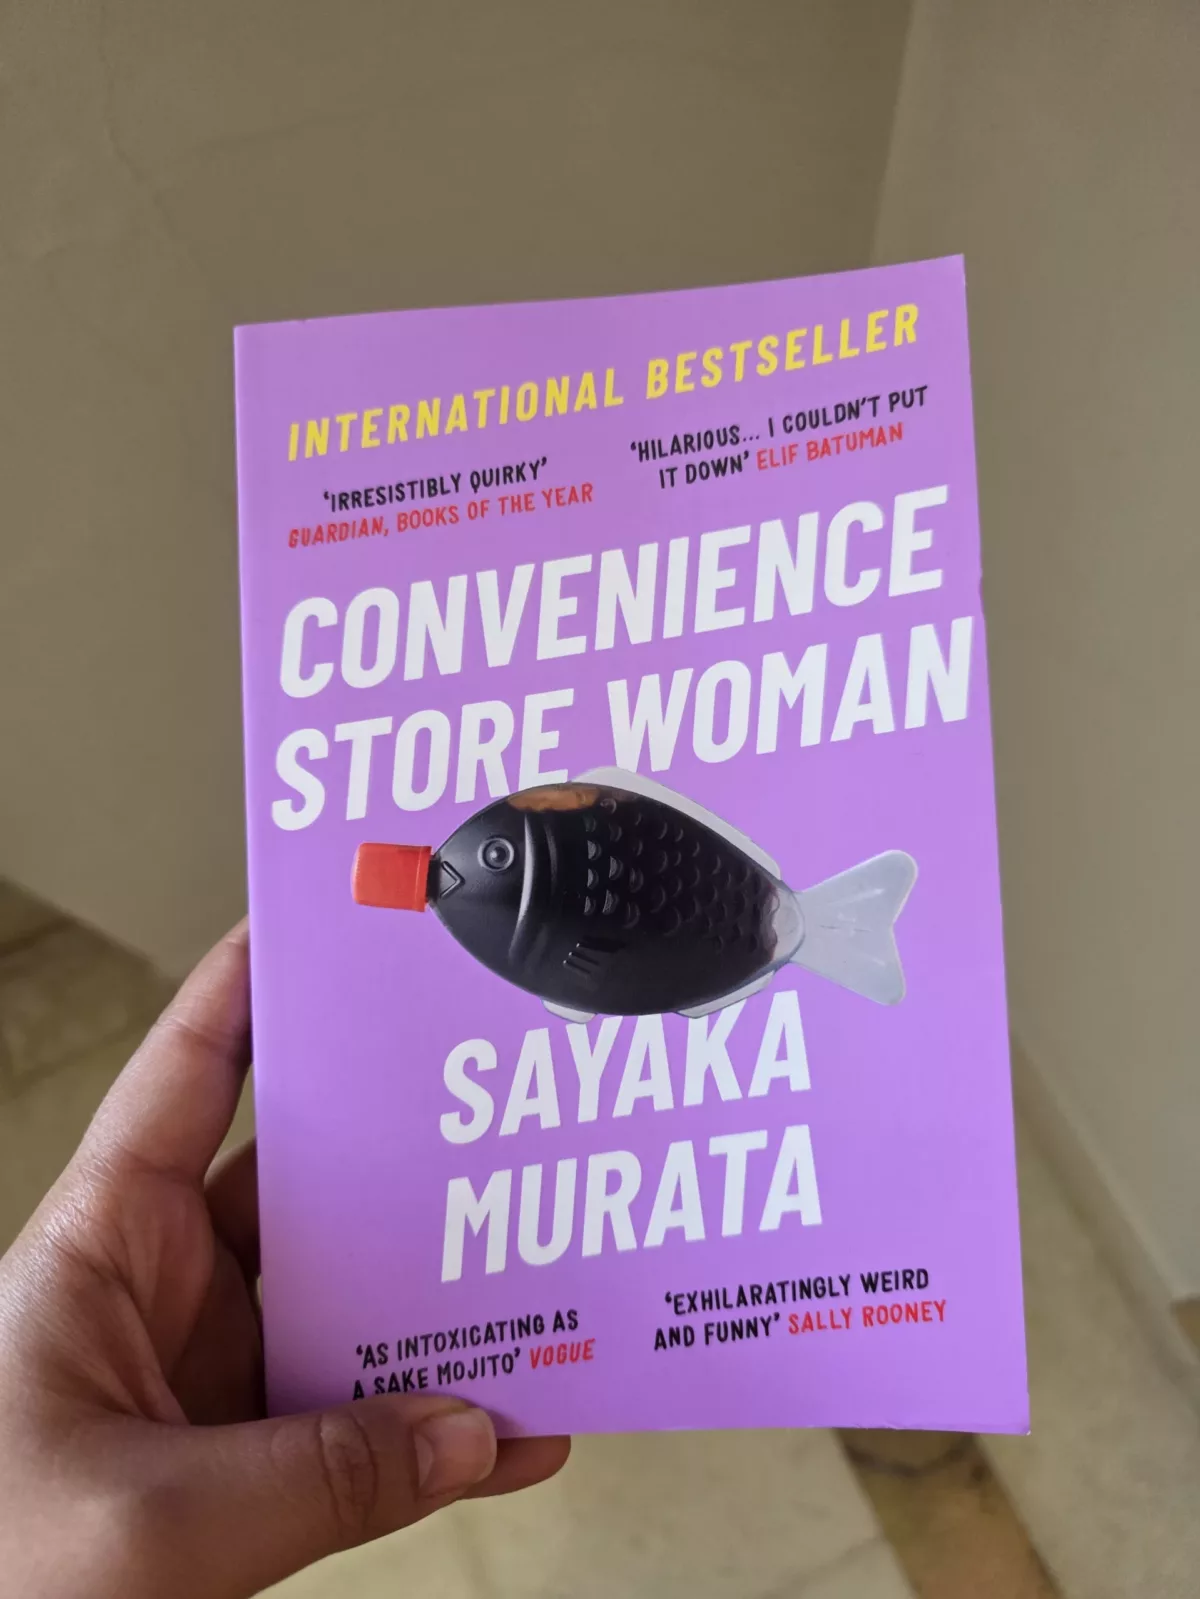 INTERNATIONAL BESTSELLER
'IRRESISTIBLY QUIRKY'
GUARDIAN, BOOKS OF THE YEAR
'HILARIOUS... I COULDN'T PUT
IT DOWN' ELIF BATUMAN
CONVENIENCE
STORE WOMAN
SAYAKA
MURATA
'AS INTOXICATING AS
A SAKE MOJITO' VOGUE
'EXHILARATINGLY WEIRD
AND FUNNY' SALLY ROONEY